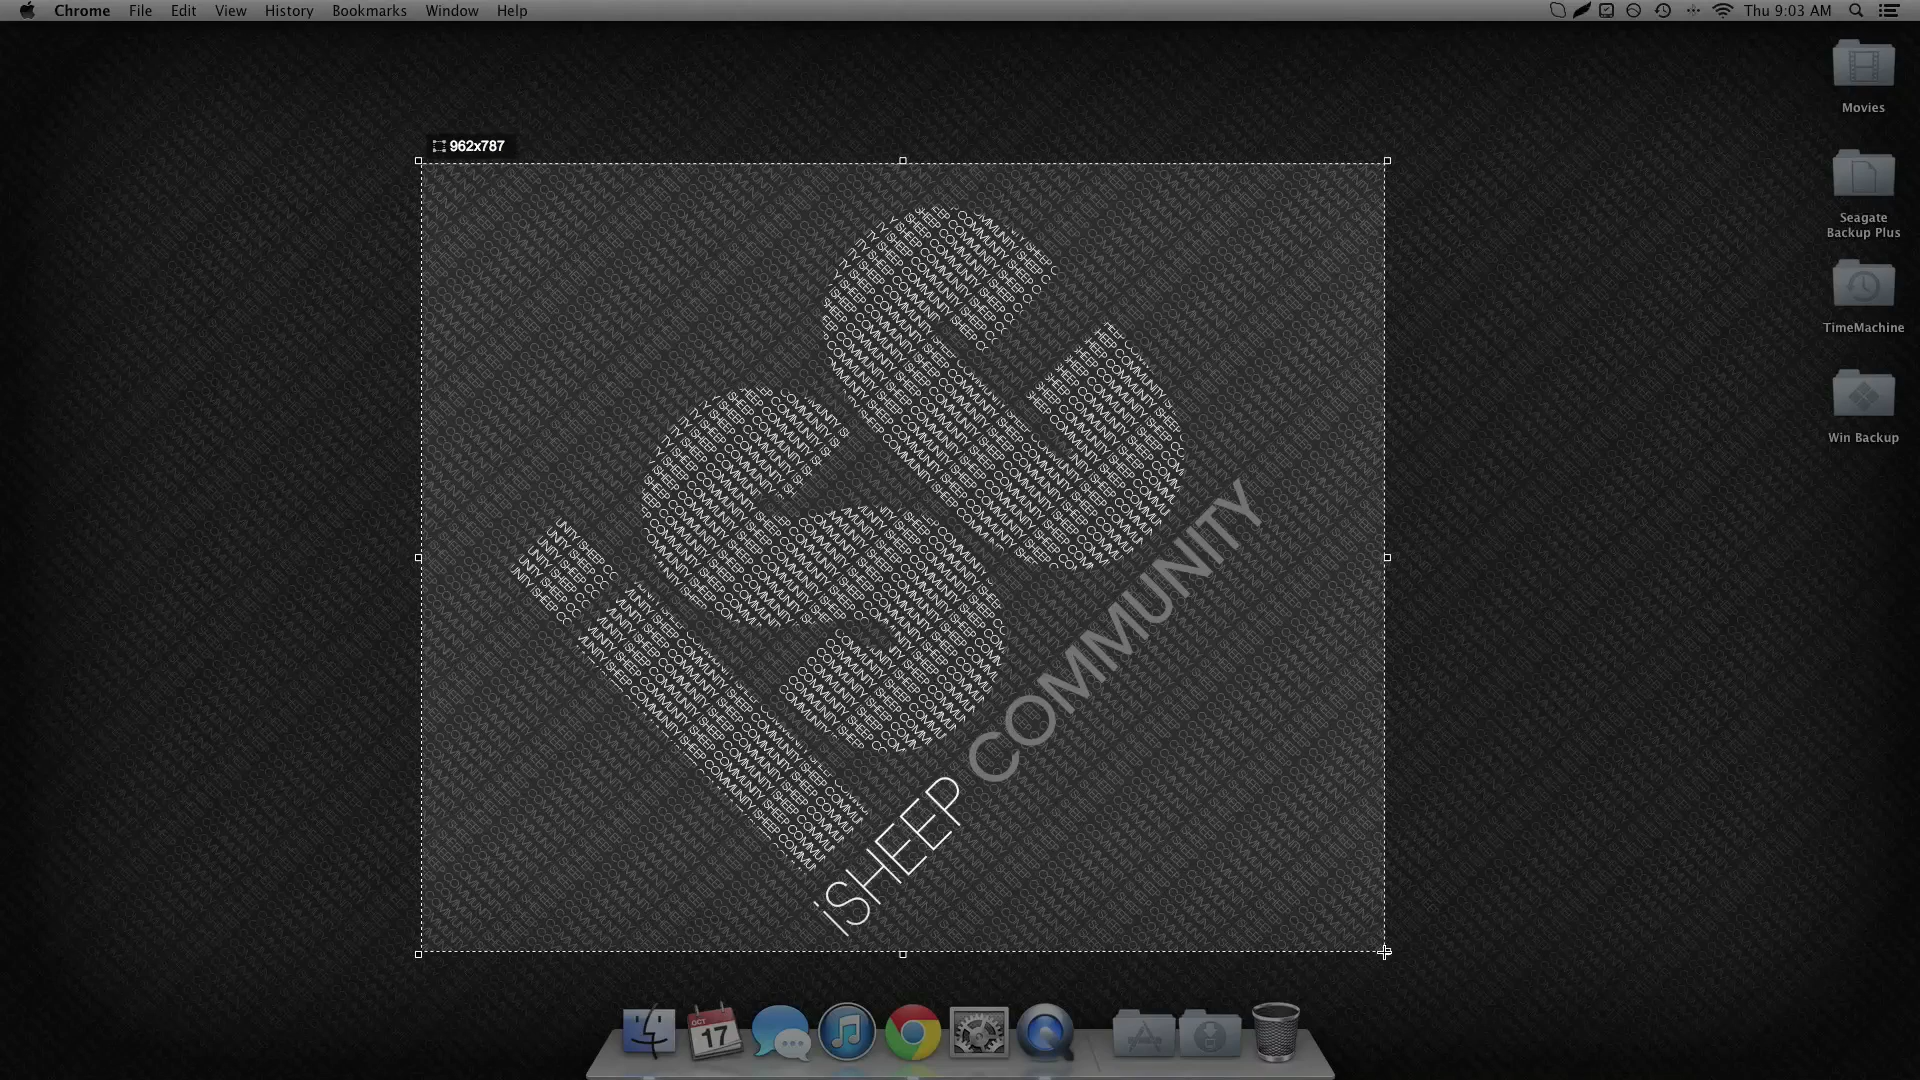 Chrome File Edit View History Bookmarks Window Help
Thu 9:03 AM
Movies
962x787
Seagate
Backup Plus
TimeMachine
Win Backup
iSHEEP COMMUNITY
OCT
17